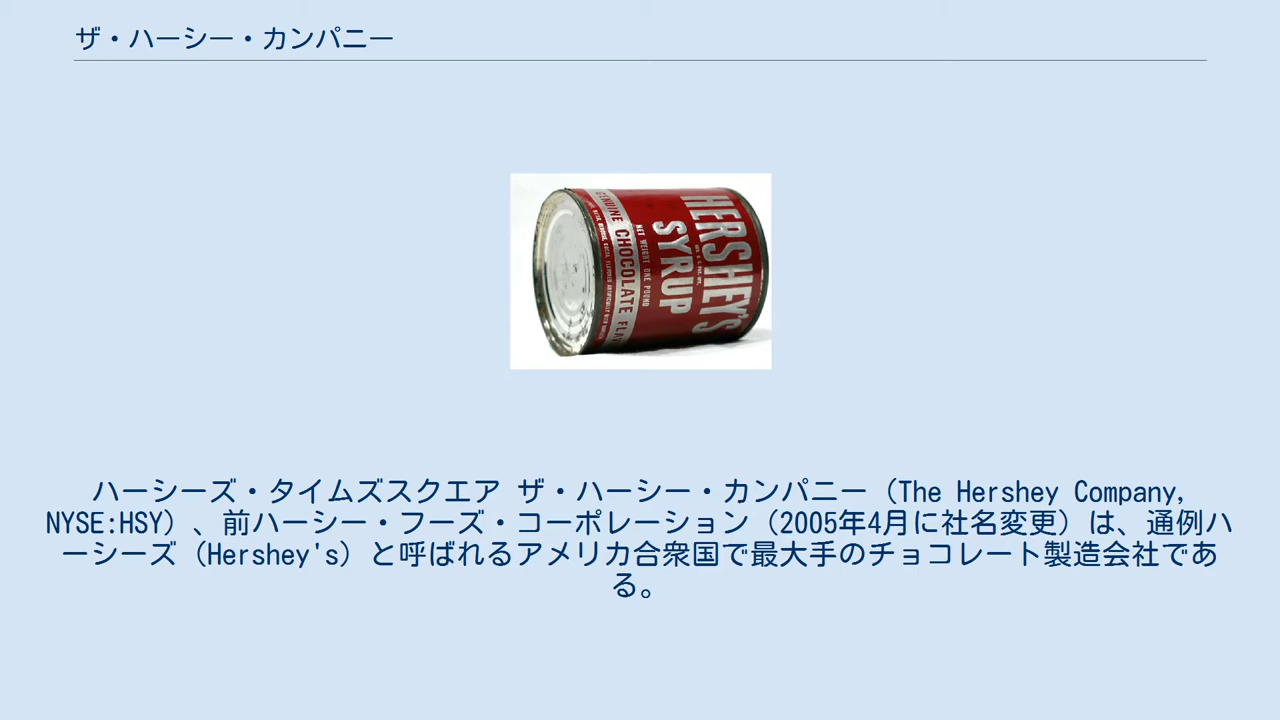 ザ・ハーシー・カンパニー
HERSHEY'S
SYRUP
NET WEIGHT ONE POUND
GENUINE CHOCOLATE
ハーシーズ・タイムズスクエア ザ・ハーシー・カンパニー（The Hershey Company,
NYSE:HSY）、前ハーシー・フーズ・コーポレーション（2005年4月に社名変更）は、通例ハ
ーシーズ（Hershey's）と呼ばれるアメリカ合衆国で最大手のチョコレート製造会社であ
る。